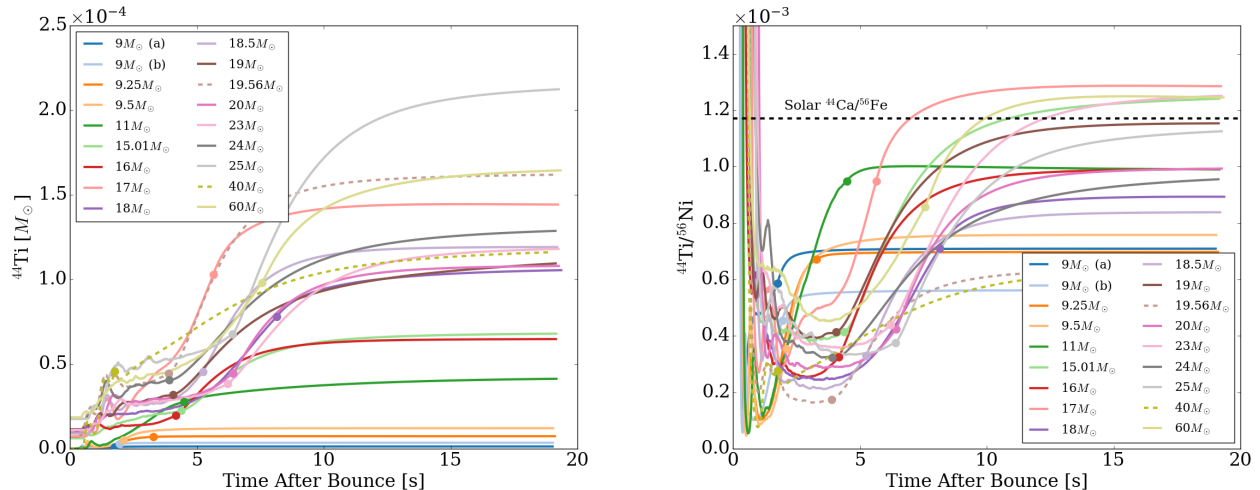 ×10⁻⁴
2.5
2.0
1.5
1.0
0.5
0.0
⁴⁴Ti [M⊙]
9M⊙ (a)
9M⊙ (b)
9.25M⊙
9.5M⊙
11M⊙
15.01M⊙
16M⊙
17M⊙
18M⊙
18.5M⊙
19M⊙
19.56M⊙
20M⊙
23M⊙
24M⊙
25M⊙
40M⊙
60M⊙
0 5 10 15 20
Time After Bounce [s]
×10⁻³
1.4
1.2
1.0
0.8
0.6
0.4
0.2
0.0
⁴⁴Ti/⁵⁶Ni
Solar ⁴⁴Ca/⁵⁶Fe
9M⊙ (a)
9M⊙ (b)
9.25M⊙
9.5M⊙
11M⊙
15.01M⊙
16M⊙
17M⊙
18M⊙
18.5M⊙
19M⊙
19.56M⊙
20M⊙
23M⊙
24M⊙
25M⊙
40M⊙
60M⊙
0 5 10 15 20
Time After Bounce [s]